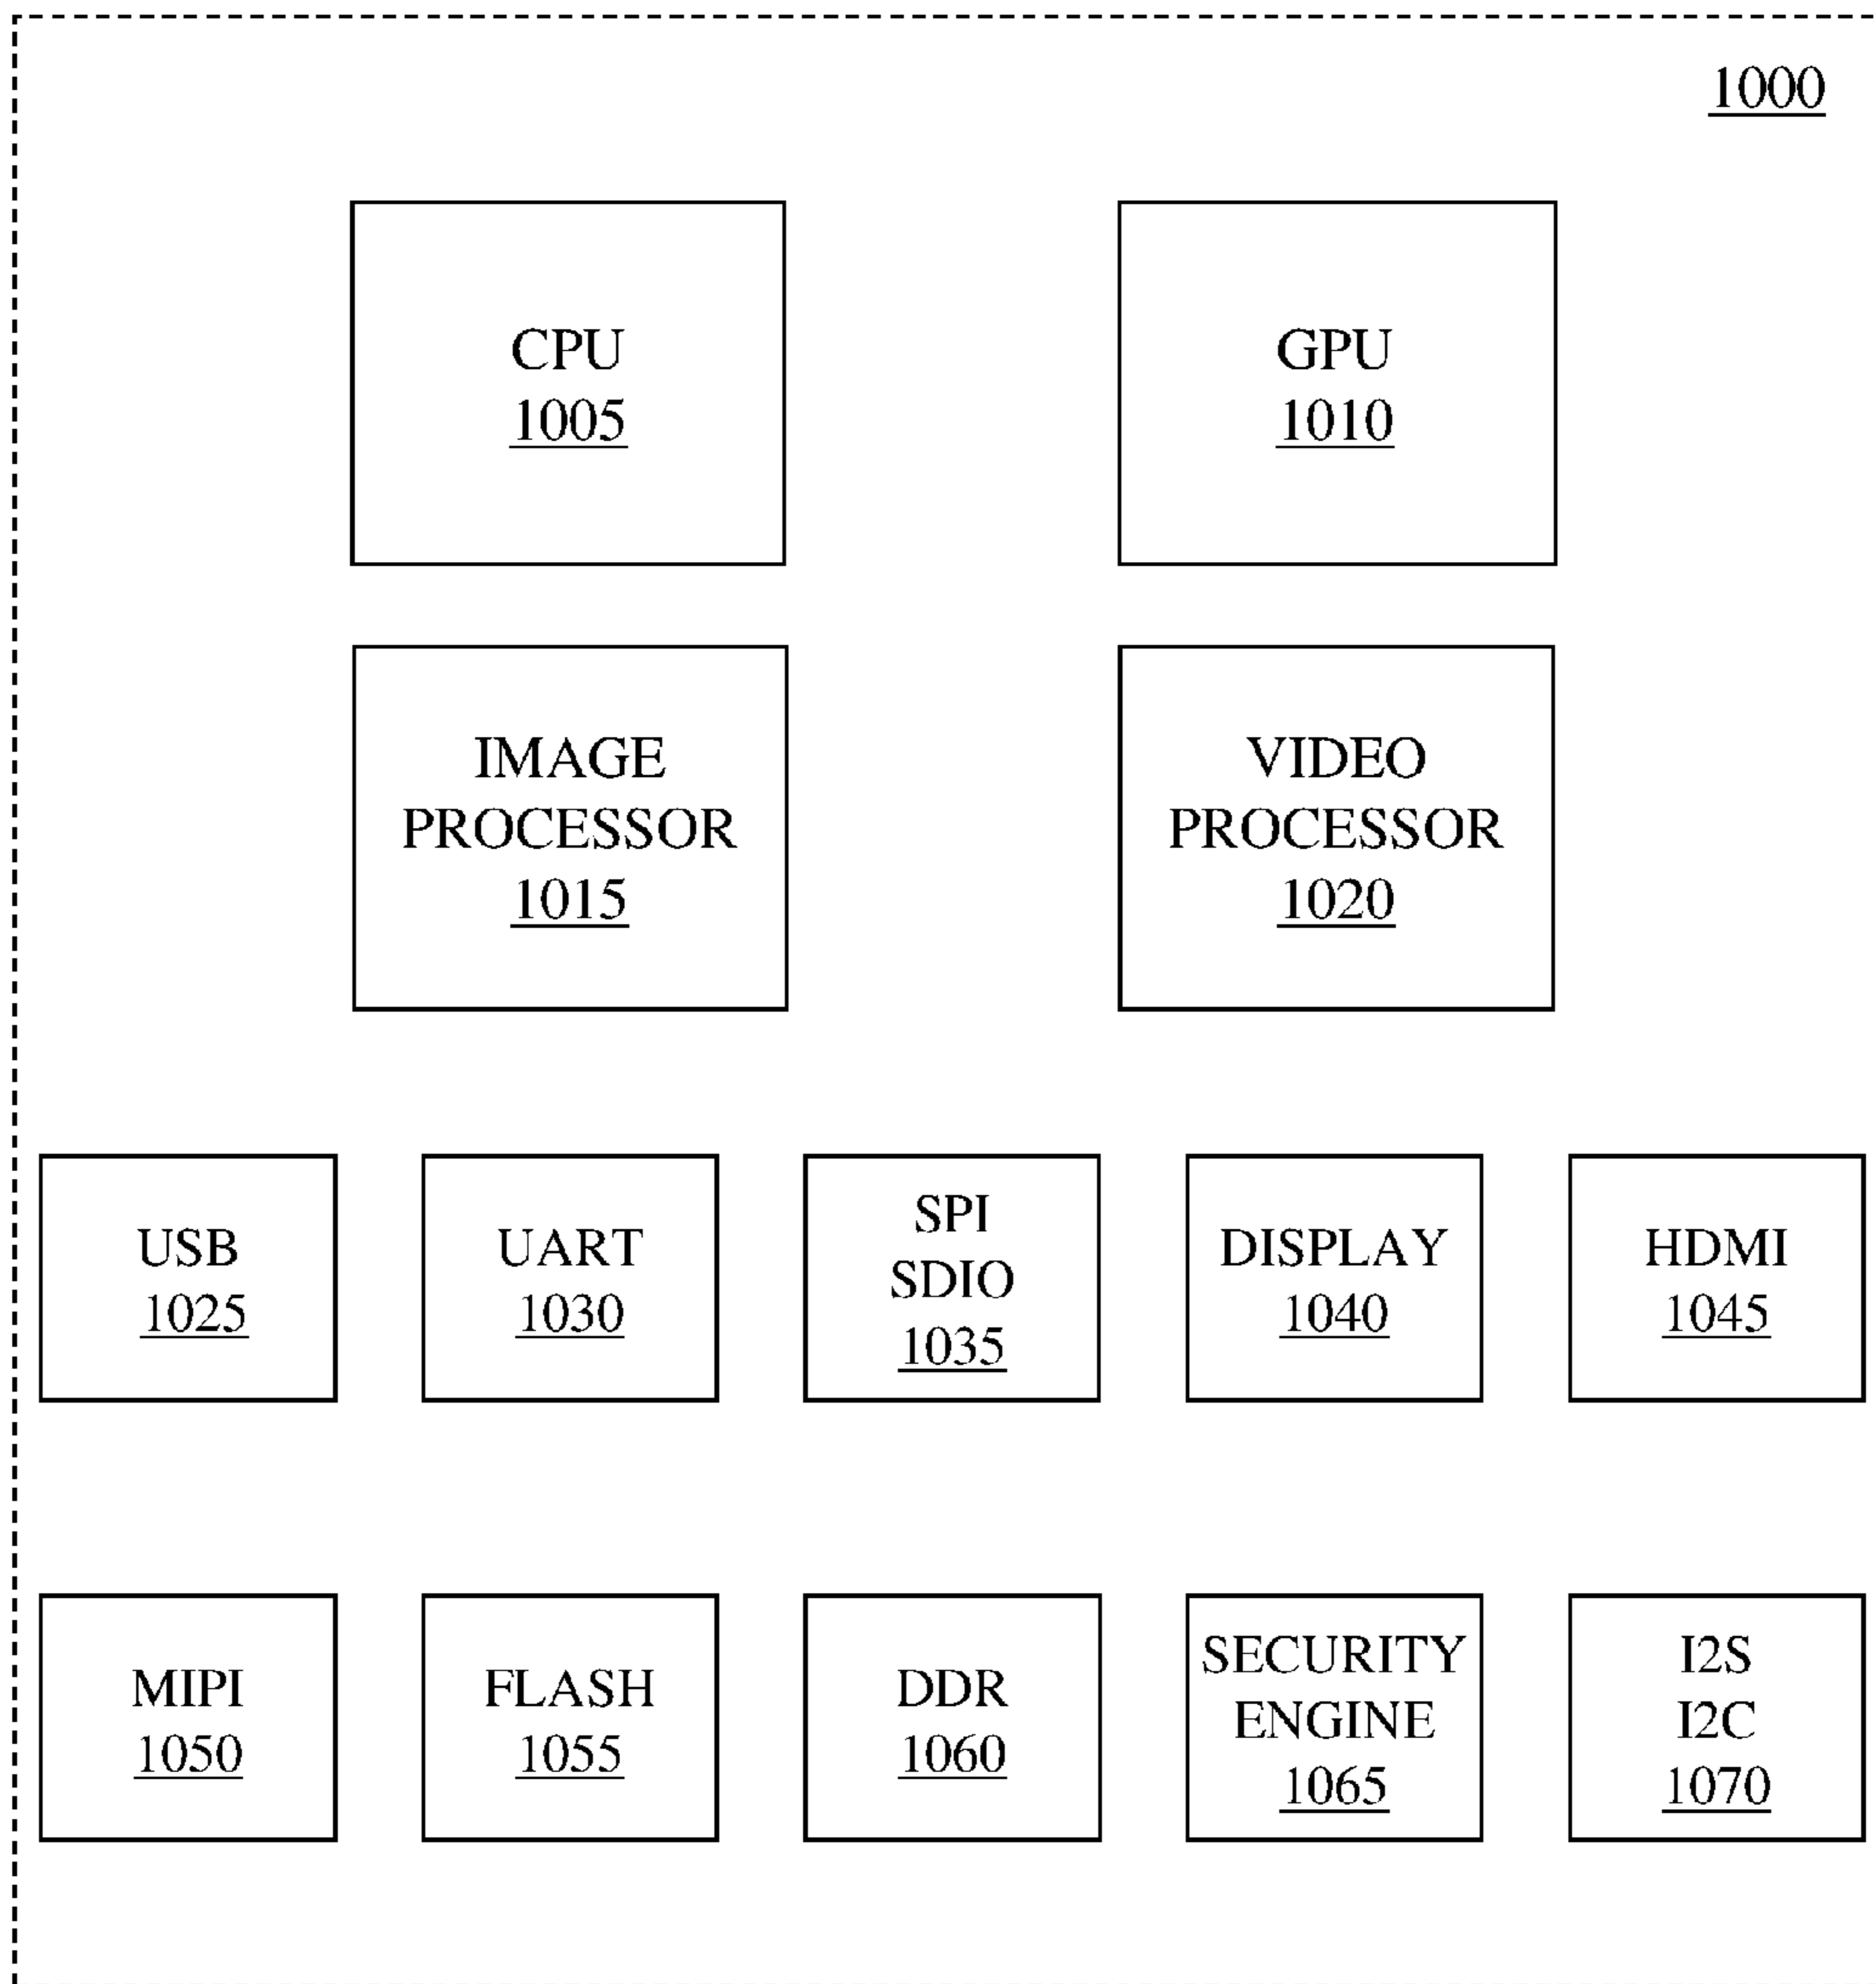 1000
CPU
1005
GPU
1010
IMAGE
PROCESSOR
1015
VIDEO
PROCESSOR
1020
USB
1025
UART
1030
SPI
SDIO
1035
DISPLAY
1040
HDMI
1045
MIPI
1050
FLASH
1055
DDR
1060
SECURITY
ENGINE
1065
I2S
I2C
1070